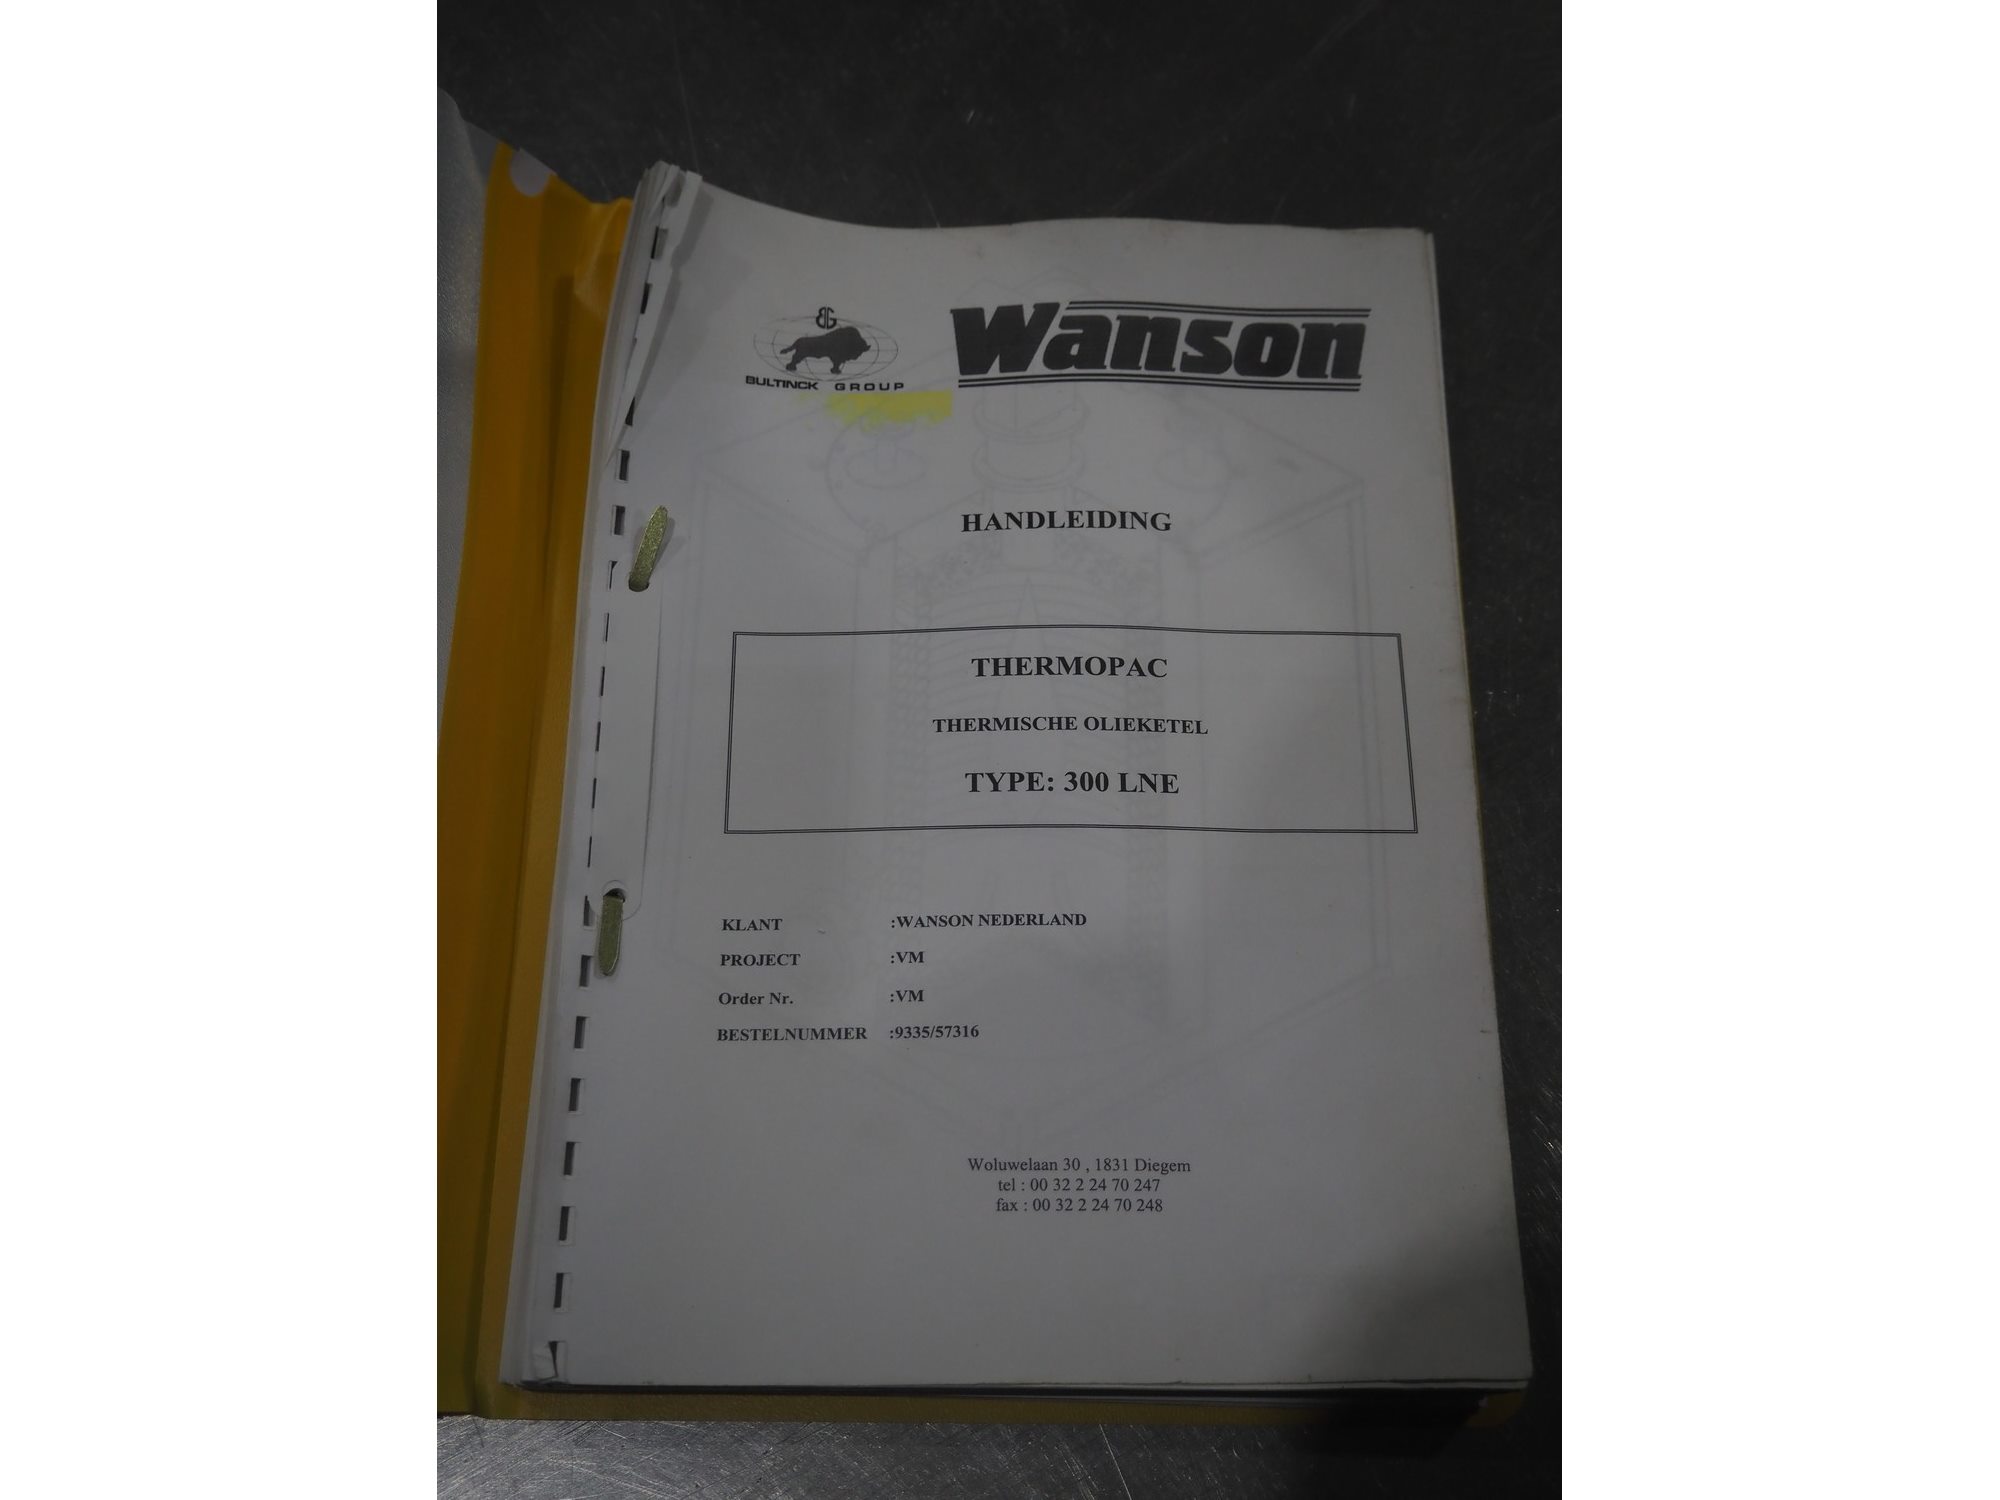 BG
BULTINCK GROUP
Wanson
HANDLEIDING
THERMOPAC
THERMISCHE OLIEKETEL
TYPE: 300 LNE
KLANT :WANSON NEDERLAND
PROJECT :VM
Order Nr. :VM
BESTELNUMMER :9335/57316
Woluwelaan 30 , 1831 Diegem
tel : 00 32 2 24 70 247
fax : 00 32 2 24 70 248